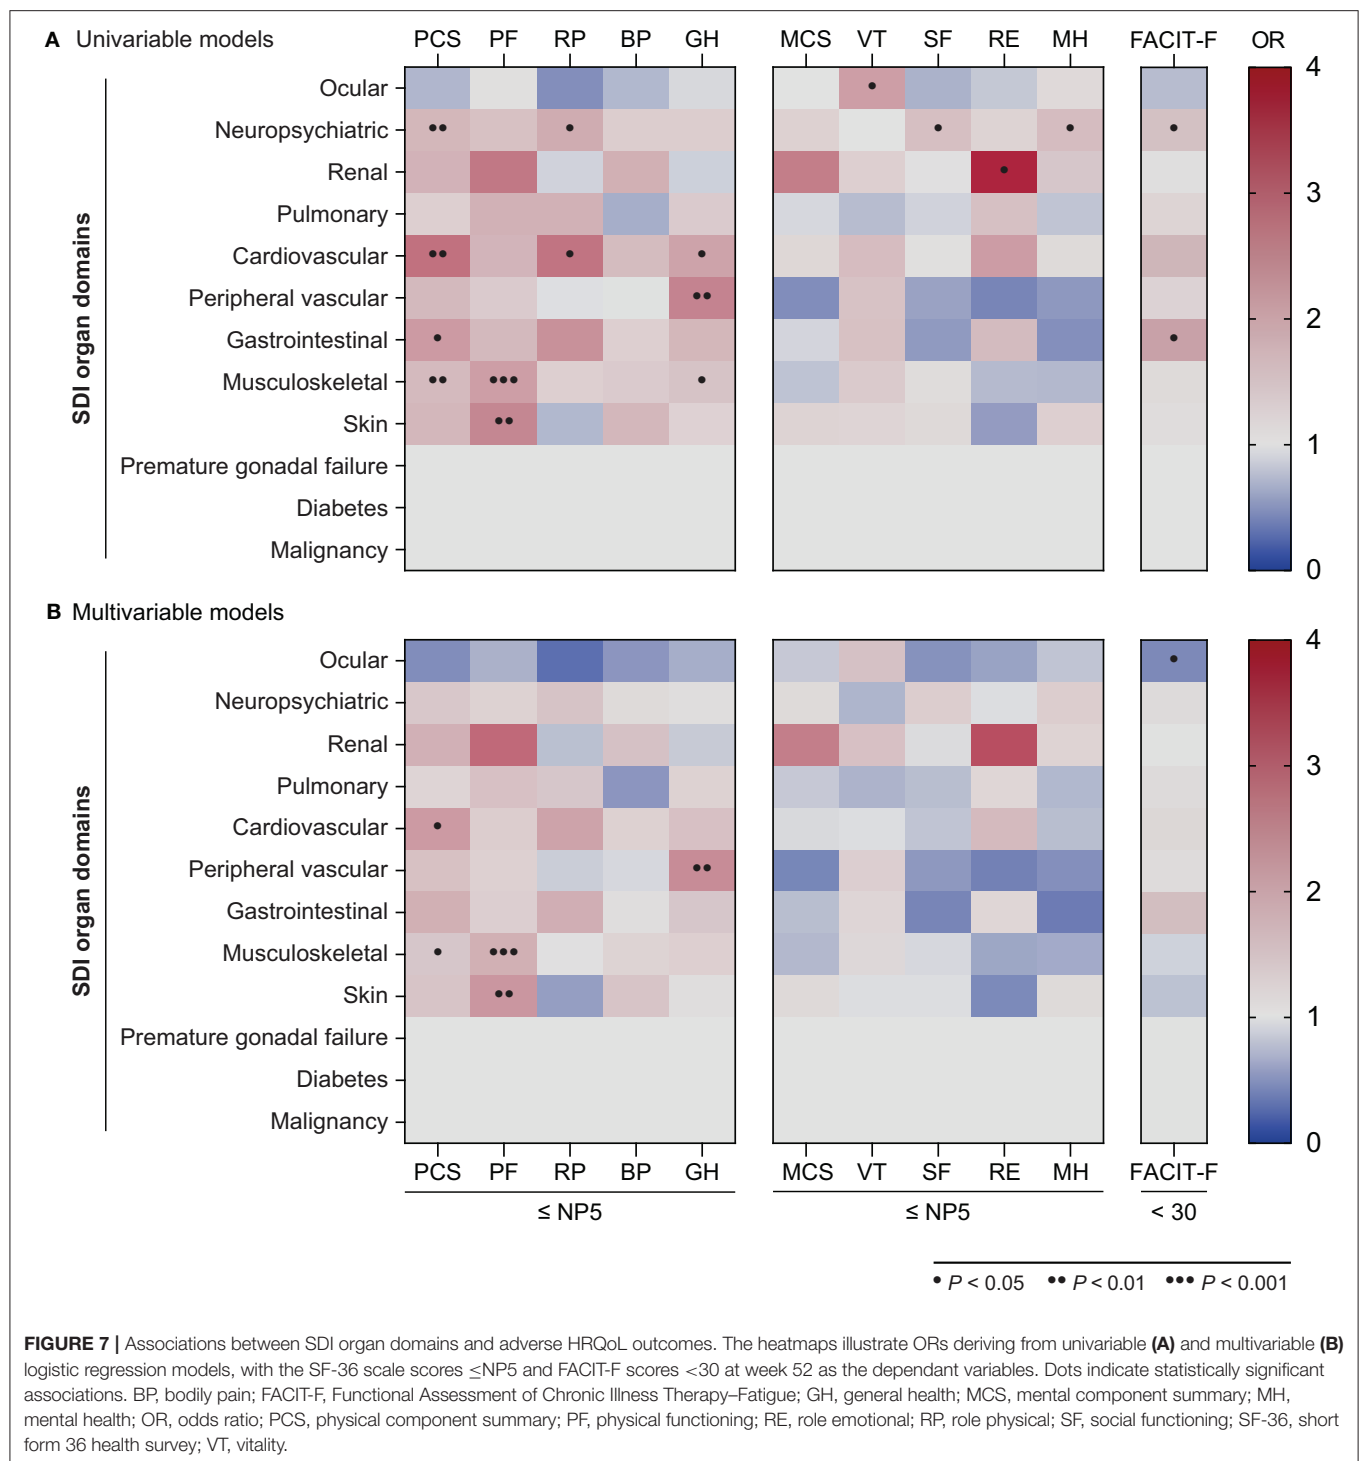 A Univariable models
PCS PF RP BP GH MCS VT SF RE MH FACIT-F OR
SDI organ domains
Ocular
Neuropsychiatric
Renal
Pulmonary
Cardiovascular
Peripheral vascular
Gastrointestinal
Musculoskeletal
Skin
Premature gonadal failure
Diabetes
Malignancy
4
3
2
1
0
B Multivariable models
SDI organ domains
Ocular
Neuropsychiatric
Renal
Pulmonary
Cardiovascular
Peripheral vascular
Gastrointestinal
Musculoskeletal
Skin
Premature gonadal failure
Diabetes
Malignancy
4
3
2
1
0
PCS PF RP BP GH MCS VT SF RE MH FACIT-F
≤ NP5 ≤ NP5 < 30
• P < 0.05 •• P < 0.01 ••• P < 0.001
FIGURE 7 | Associations between SDI organ domains and adverse HRQoL outcomes. The heatmaps illustrate ORs deriving from univariable (A) and multivariable (B)
logistic regression models, with the SF-36 scale scores ≤NP5 and FACIT-F scores <30 at week 52 as the dependant variables. Dots indicate statistically significant
associations. BP, bodily pain; FACIT-F, Functional Assessment of Chronic Illness Therapy–Fatigue; GH, general health; MCS, mental component summary; MH,
mental health; OR, odds ratio; PCS, physical component summary; PF, physical functioning; RE, role emotional; RP, role physical; SF, social functioning; SF-36, short
form 36 health survey; VT, vitality.